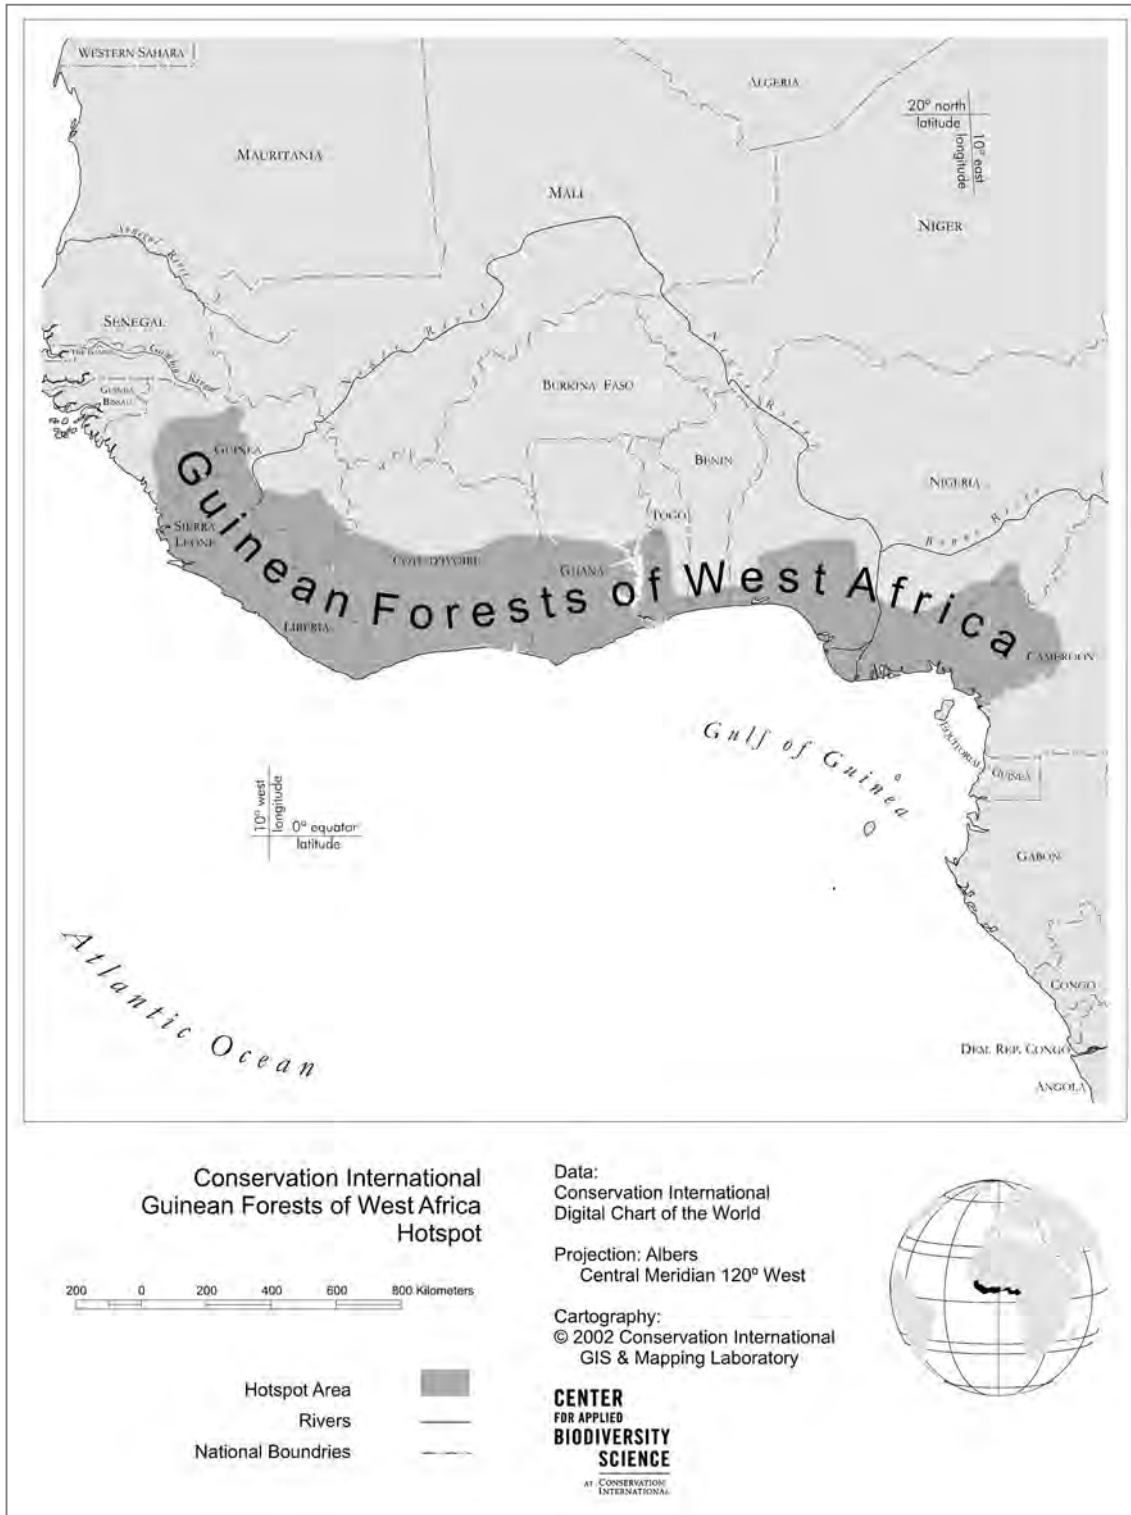 WESTERN SAHARA
ALGERIA
20° north
latitude
longitude
10° east
MAURITANIA
MALI
NIGER
Senegal River
SENEGAL
Niger River
Niger River
THE GAMBIA
Gambia River
GUINEA
BISSAU
BURKINA FASO
BENIN
GUINEA
NIGERIA
TOGO
Benue River
SIERRA
LEONE
COTE D'IVOIRE
GHANA
Guinean Forests of West Africa
LIBERIA
CAMEROON
Gulf of Guinea
EQUITORIAL
GUINEA
10° west
longitude
0° equator
latitude
GABON
Atlantic Ocean
CONGO
DEM. REP. CONGO
ANGOLA
Conservation International
Guinean Forests of West Africa
Hotspot
200 0 200 400 600 800 Kilometers
Hotspot Area
Rivers
National Boundries
Data:
Conservation International
Digital Chart of the World
Projection: Albers
Central Meridian 120° West
Cartography:
© 2002 Conservation International
GIS & Mapping Laboratory
CENTER
FOR APPLIED
BIODIVERSITY
SCIENCE
AT CONSERVATION
INTERNATIONAL